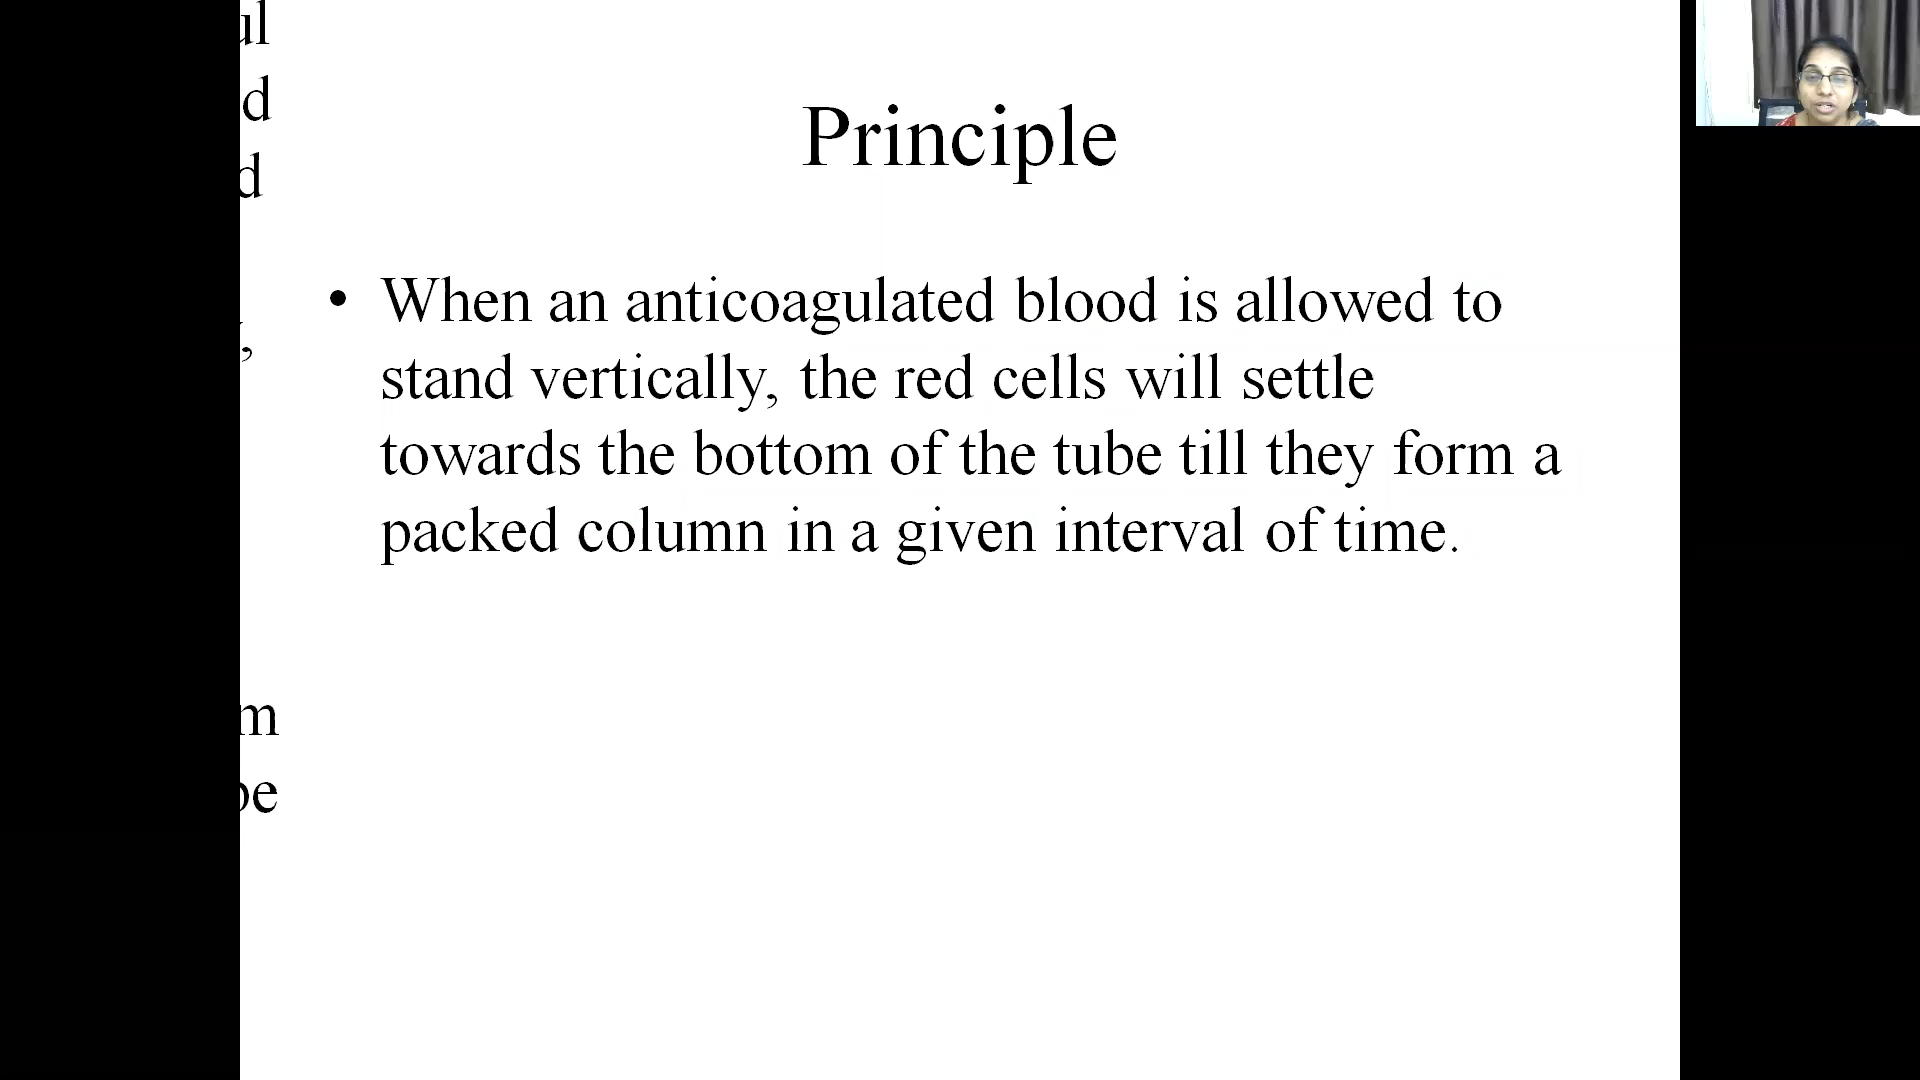 Principle
• When an anticoagulated blood is allowed to
stand vertically, the red cells will settle
towards the bottom of the tube till they form a
packed column in a given interval of time.